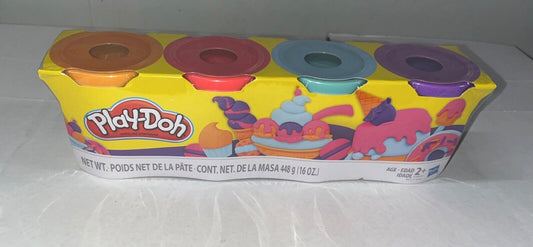 Play-Doh
NET WT. POIDS NET DE LA PÂTE · CONT. NET. DE LA MASA 448 g (16 OZ.)
AGE · EDAD 2+
IDADE